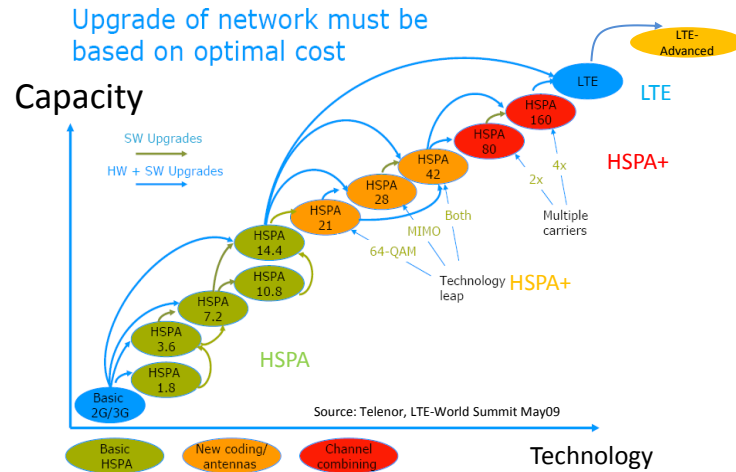 Upgrade of network must be
based on optimal cost
Capacity
SW Upgrades
HW + SW Upgrades
LTE-
Advanced
LTE
LTE
HSPA
160
HSPA
80
HSPA+
4x
2x
Multiple
carriers
HSPA
42
HSPA
28
HSPA
21
Both
MIMO
64-QAM
Technology
leap
HSPA+
HSPA
14.4
HSPA
10.8
HSPA
7.2
HSPA
3.6
HSPA
1.8
HSPA
Basic
2G/3G
Source: Telenor, LTE-World Summit May09
Basic
HSPA
New coding/
antennas
Channel
combining
Technology